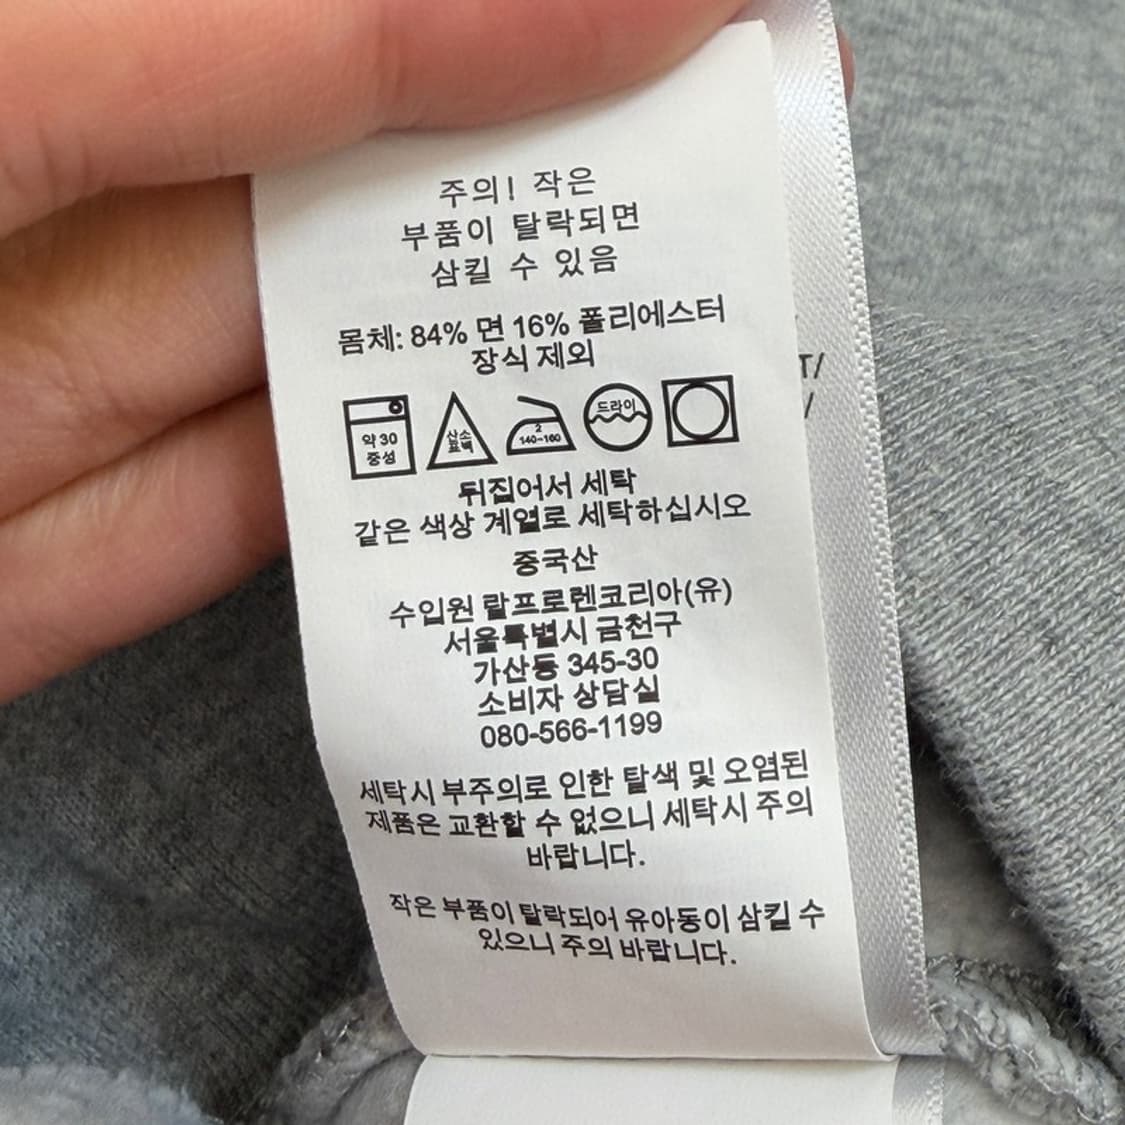 주의! 작은
부품이 탈락되면
삼킬 수 있음
몸체: 84% 면 16% 폴리에스터
장식 제외
약 30
중성
산소
표백
2
140~160
드라이
뒤집어서 세탁
같은 색상 계열로 세탁하십시오
중국산
수입원 랄프로렌코리아(유)
서울특별시 금천구
가산동 345-30
소비자 상담실
080-566-1199
세탁시 부주의로 인한 탈색 및 오염된
제품은 교환할 수 없으니 세탁시 주의
바랍니다.
작은 부품이 탈락되어 유아동이 삼킬 수
있으니 주의 바랍니다.